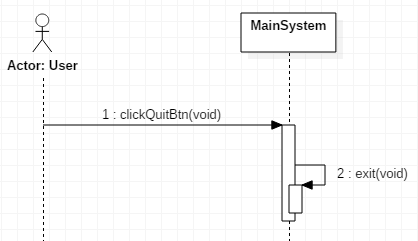 MainSystem
Actor: User
1 : clickQuitBtn(void)
2 : exit(void)